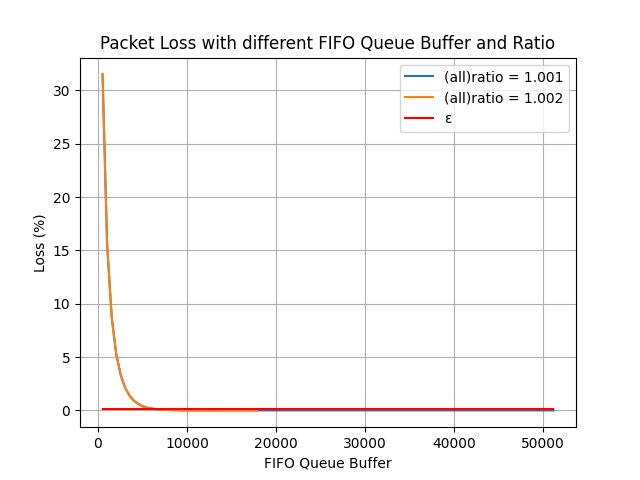 Packet Loss with different FIFO Queue Buffer and Ratio
(all)ratio = 1.001
(all)ratio = 1.002
ε
30
25
20
15
10
5
0
Loss (%)
0 10000 20000 30000 40000 50000
FIFO Queue Buffer